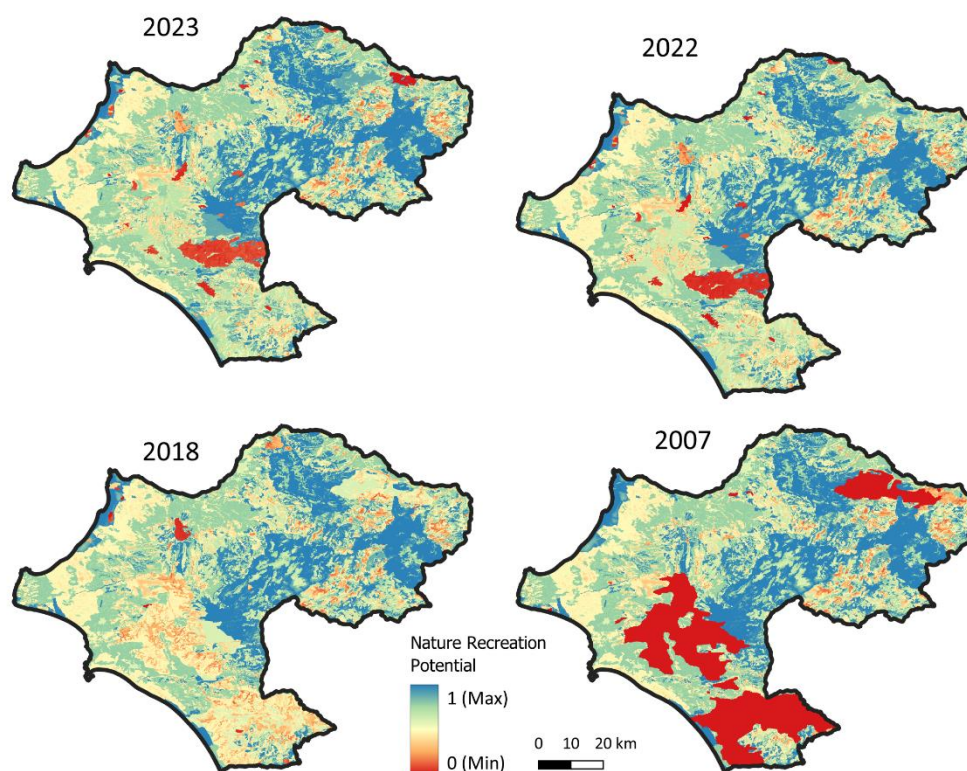 2023
2022
2018
2007
Nature Recreation
Potential
1 (Max)
0 (Min)
0 10 20 km